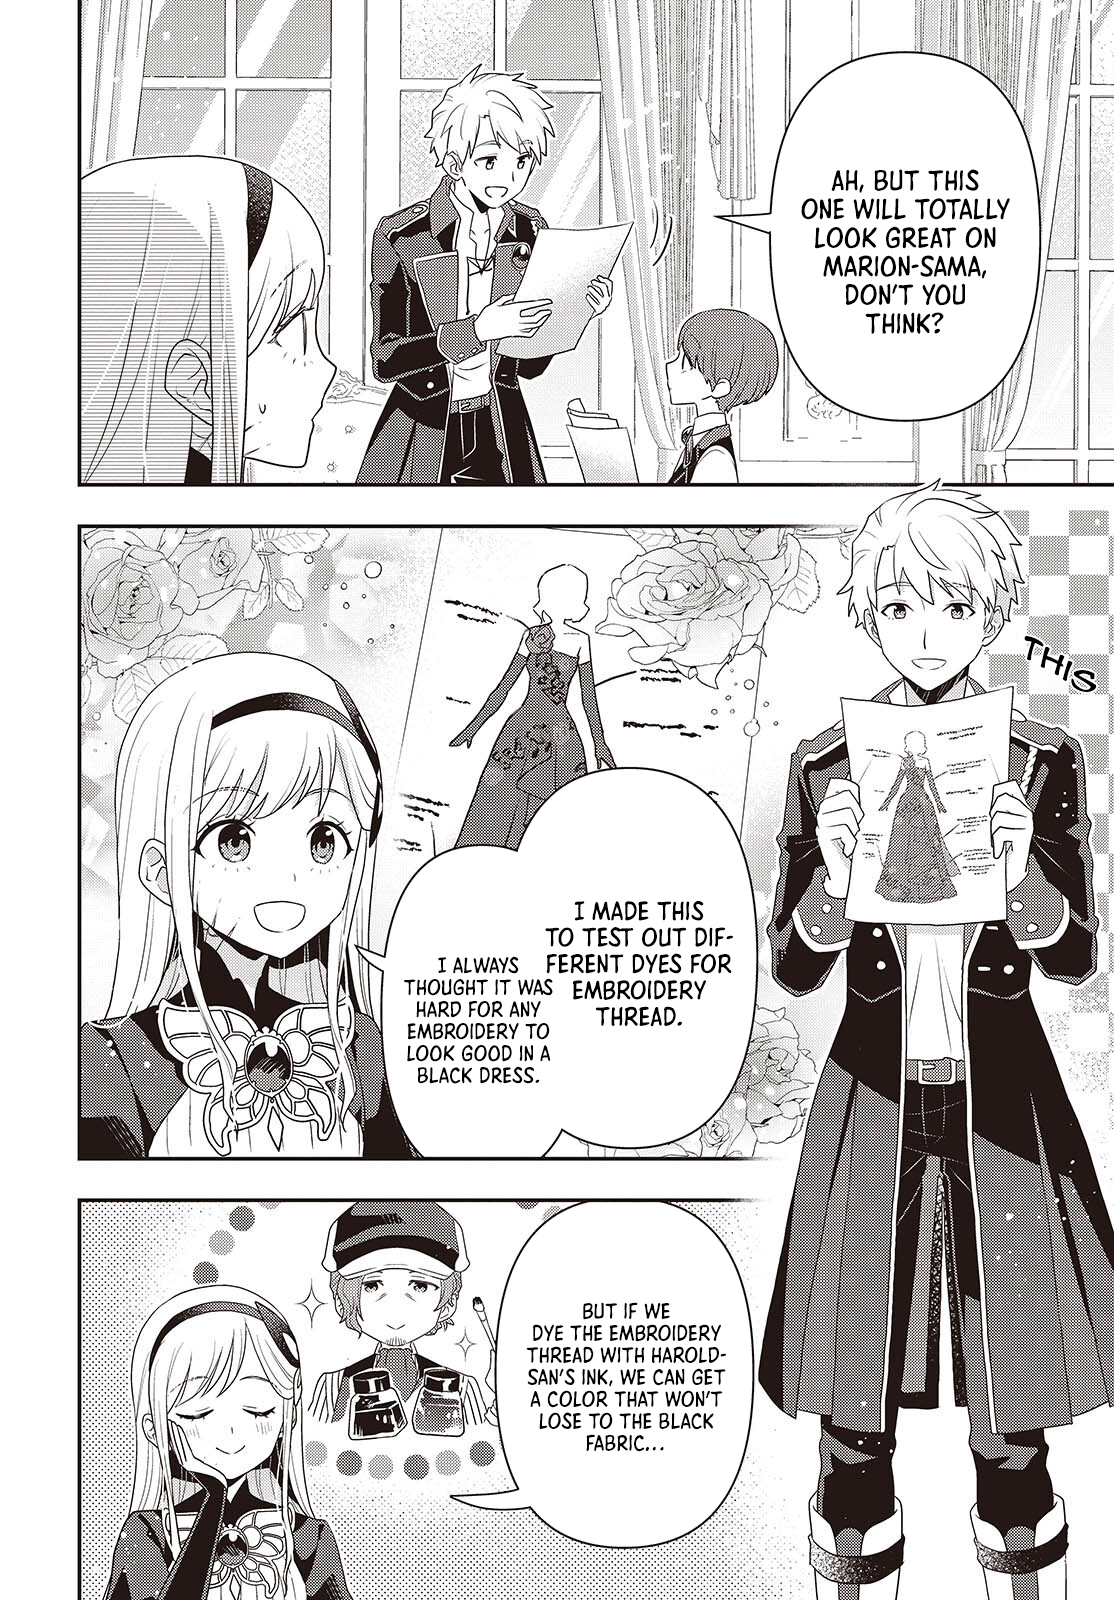 AH, BUT THIS
ONE WILL TOTALLY
LOOK GREAT ON
MARION-SAMA,
DON'T YOU
THINK?
THIS
I MADE THIS
TO TEST OUT DIF-
FERENT DYES FOR
EMBROIDERY
THREAD.
I ALWAYS
THOUGHT IT WAS
HARD FOR ANY
EMBROIDERY TO
LOOK GOOD IN A
BLACK DRESS.
BUT IF WE
DYE THE EMBROIDERY
THREAD WITH HAROLD-
SAN'S INK, WE CAN GET
A COLOR THAT WON'T
LOSE TO THE BLACK
FABRIC...